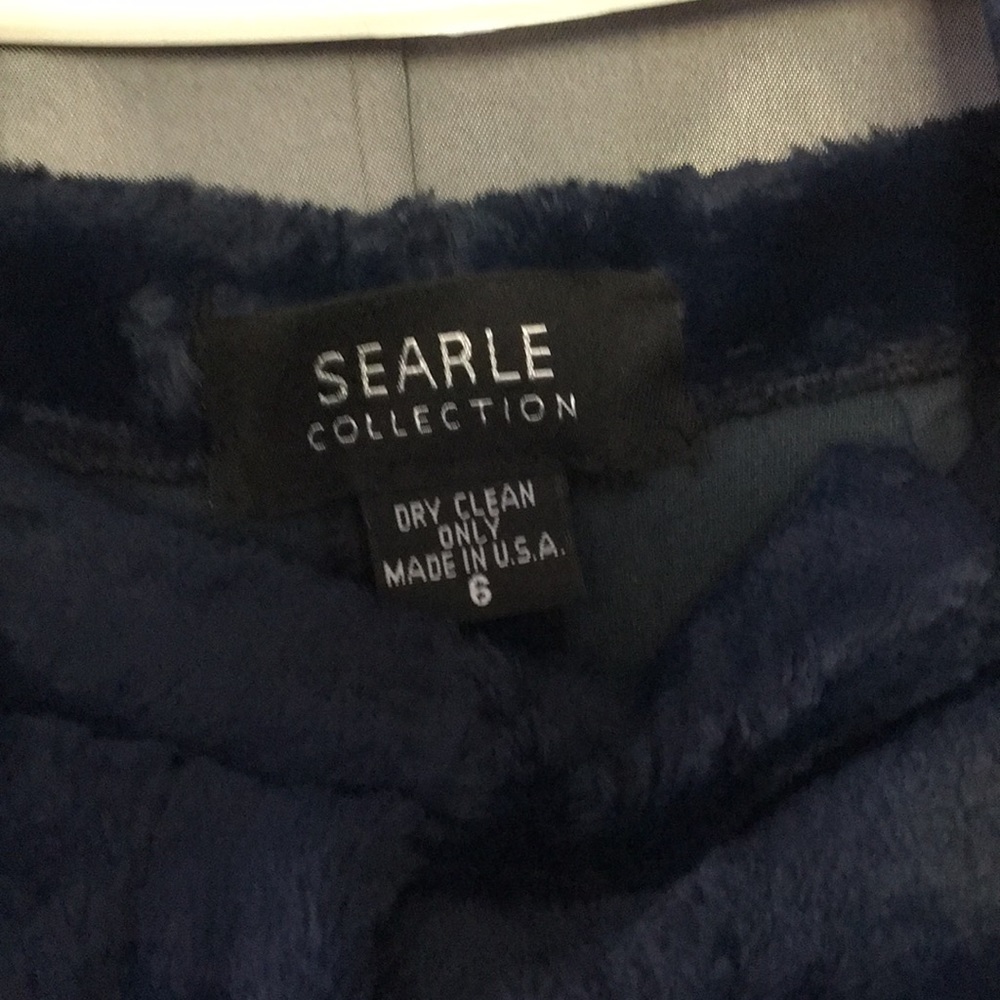 SEARLE
COLLECTION
DRY CLEAN
ONLY
MADE IN U.S.A.
6